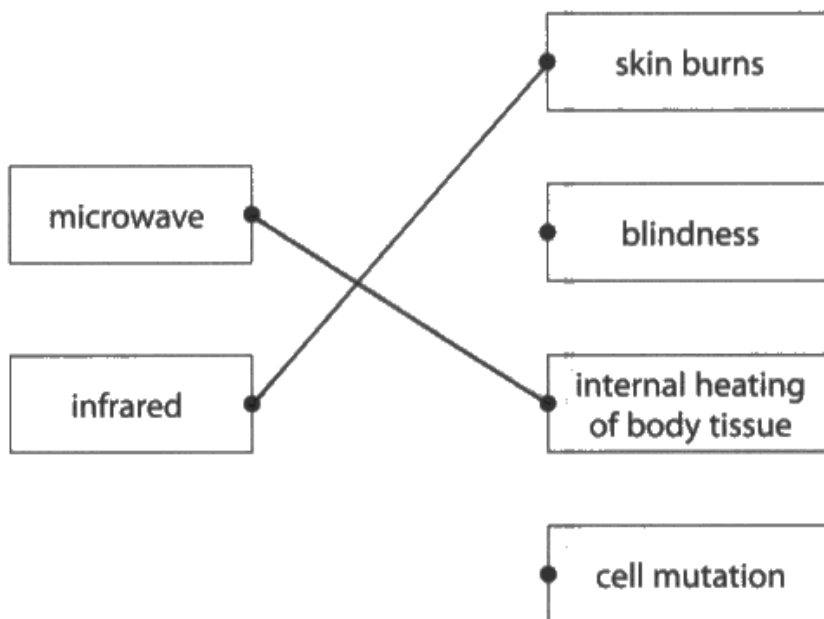 skin burns
microwave
blindness
infrared
internal heating
of body tissue
cell mutation